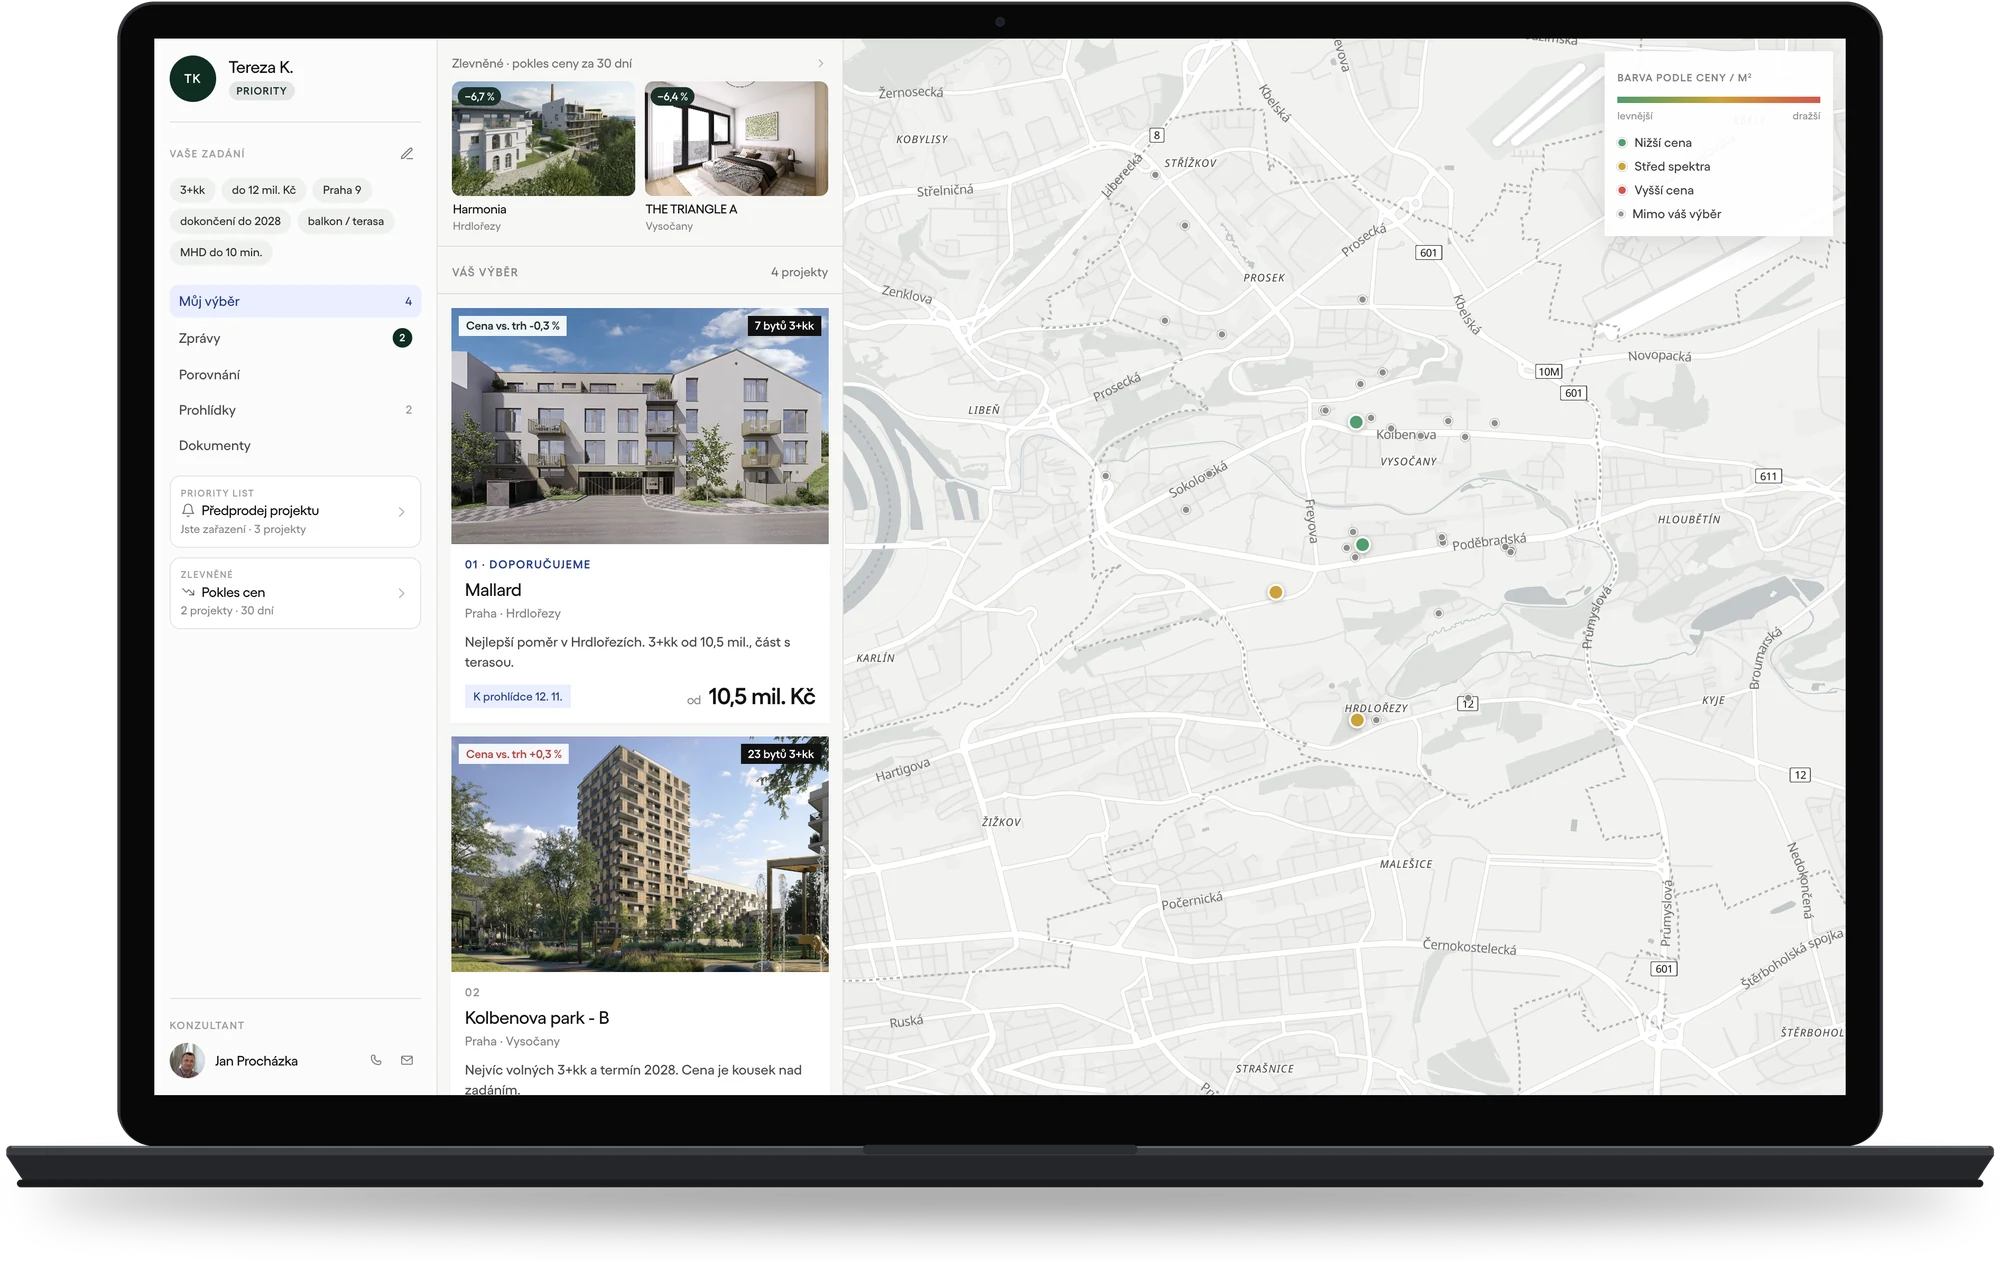 TK
Tereza K.
PRIORITY
VAŠE ZADÁNÍ
3+kk
do 12 mil. Kč
Praha 9
dokončení do 2028
balkon / terasa
MHD do 10 min.
Můj výběr 4
Zprávy 2
Porovnání
Prohlídky 2
Dokumenty
PRIORITY LIST
Předprodej projektu
Jste zařazení · 3 projekty
ZLEVNĚNÉ
Pokles cen
2 projekty · 30 dní
KONZULTANT
Jan Procházka
Zlevněné · pokles ceny za 30 dní
−6,7 %
−6,4 %
Harmonia
Hrdlořezy
THE TRIANGLE A
Vysočany
VÁŠ VÝBĚR
4 projekty
Cena vs. trh -0,3 %
7 bytů 3+kk
01 · DOPORUČUJEME
Mallard
Praha · Hrdlořezy
Nejlepší poměr v Hrdlořezích. 3+kk od 10,5 mil., část s
terasou.
K prohlídce 12. 11.
od 10,5 mil. Kč
Cena vs. trh +0,3 %
23 bytů 3+kk
02
Kolbenova park - B
Praha · Vysočany
Nejvíc volných 3+kk a termín 2028. Cena je kousek nad
zadáním.
BARVA PODLE CENY / M²
levnější
dražší
Nižší cena
Střed spektra
Vyšší cena
Mimo váš výběr
Žernosecká
Kbelská
KOBYLISY
8
STŘÍŽKOV
Liberecká
Střelničná
Prosecká
601
PROSEK
Zenklova
Kbelská
Novopacká
10M
601
Prosecká
LIBEŇ
Kolbenova
VYSOČANY
Sokolovská
611
Freyova
HLOUBĚTÍN
Poděbradská
Průmyslová
KARLÍN
Broumarská
KYJE
12
HRDLOŘEZY
Hartigova
12
ŽIŽKOV
MALEŠICE
Nedokončená
Počernická
Průmyslová
Černokostelecká
Štěrboholská spojka
601
Ruská
ŠTĚRBOHOL
STRAŠNICE